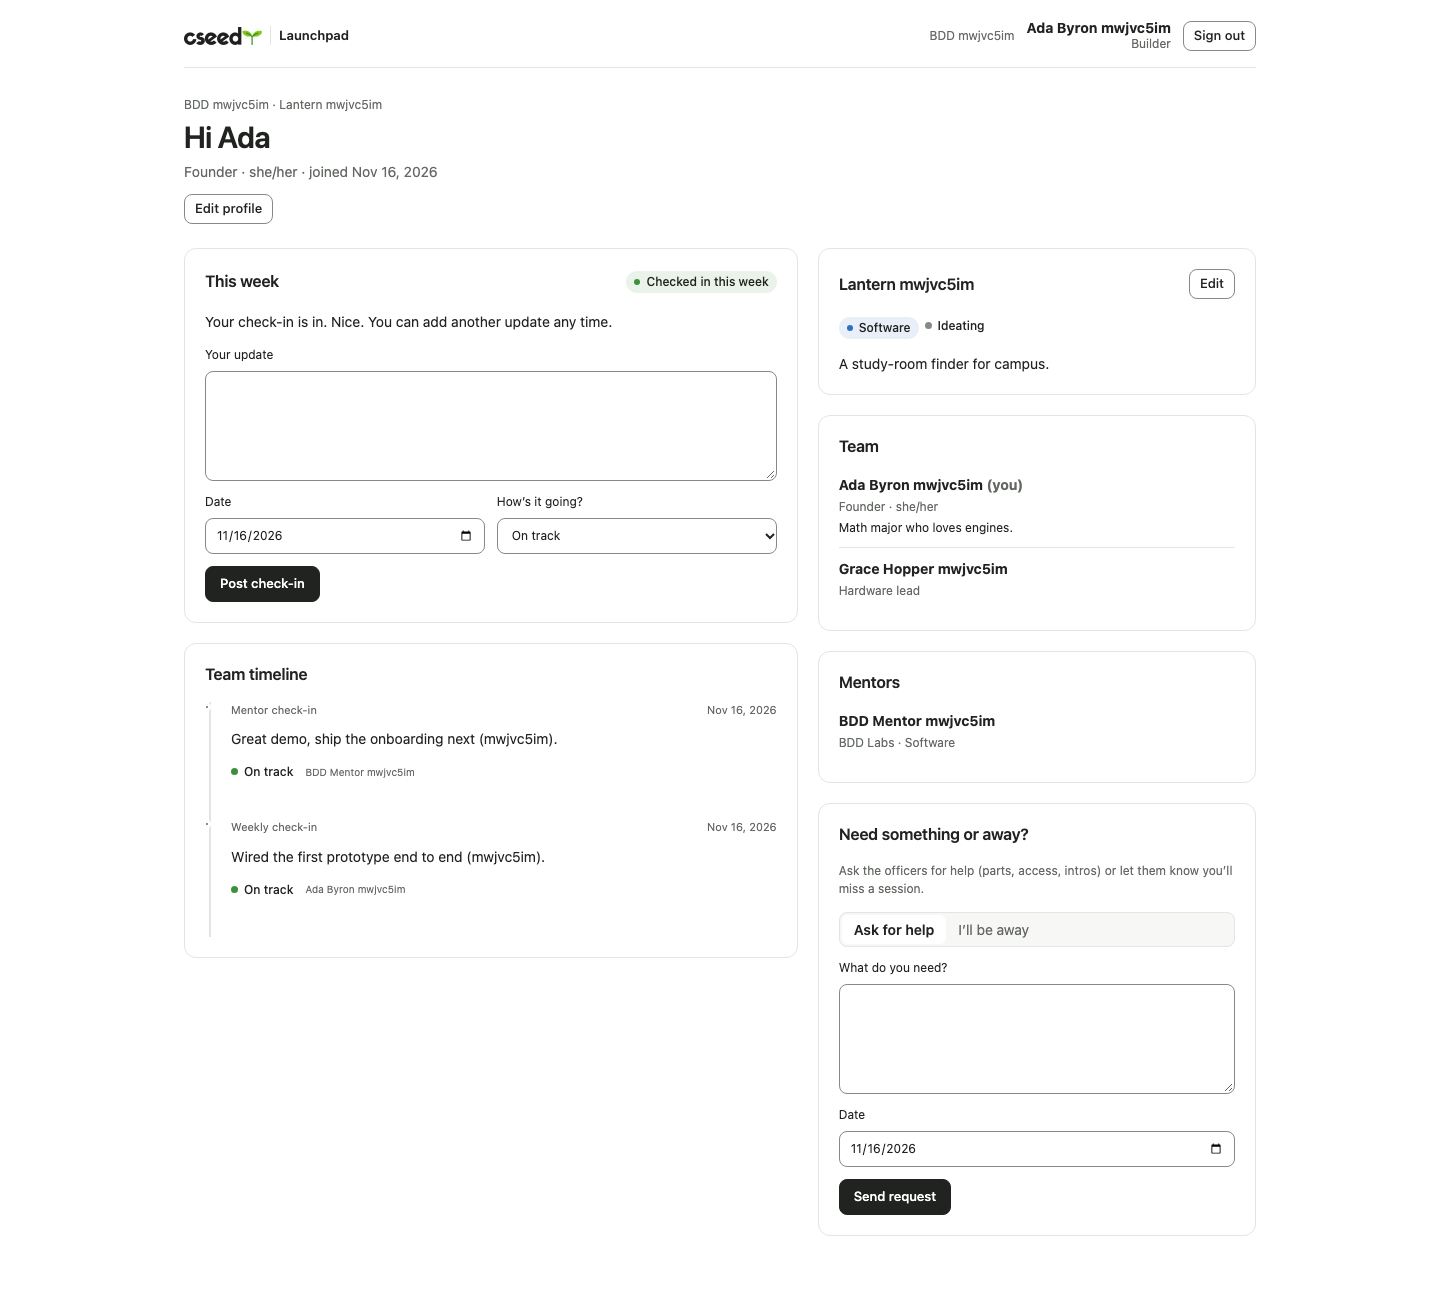 cseed Launchpad
BDD mwjvc5im
Ada Byron mwjvc5im
Builder
Sign out
BDD mwjvc5im · Lantern mwjvc5im
Hi Ada
Founder · she/her · joined Nov 16, 2026
Edit profile
This week
Checked in this week
Your check-in is in. Nice. You can add another update any time.
Your update
Date
How’s it going?
11/16/2026
On track
Post check-in
Team timeline
Mentor check-in
Nov 16, 2026
Great demo, ship the onboarding next (mwjvc5im).
On track
BDD Mentor mwjvc5im
Weekly check-in
Nov 16, 2026
Wired the first prototype end to end (mwjvc5im).
On track
Ada Byron mwjvc5im
Lantern mwjvc5im
Edit
Software
Ideating
A study-room finder for campus.
Team
Ada Byron mwjvc5im (you)
Founder · she/her
Math major who loves engines.
Grace Hopper mwjvc5im
Hardware lead
Mentors
BDD Mentor mwjvc5im
BDD Labs · Software
Need something or away?
Ask the officers for help (parts, access, intros) or let them know you’ll
miss a session.
Ask for help
I’ll be away
What do you need?
Date
11/16/2026
Send request